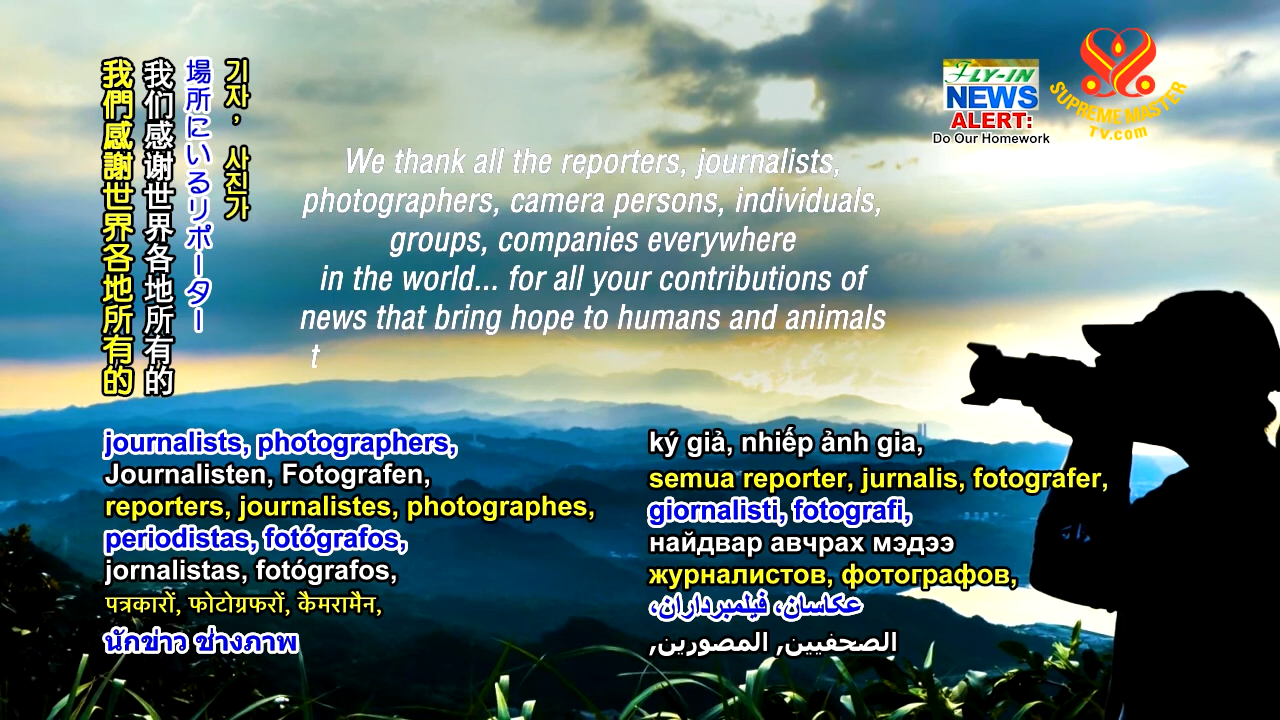 我們感謝世界各地所有的
我们感谢世界各地所有的
場所にいるリポーター
기자, 사진가
FLY-IN
NEWS
ALERT:
Do Our Homework
SUPREME MASTER
TV.com
We thank all the reporters, journalists,
photographers, camera persons, individuals,
groups, companies everywhere
in the world... for all your contributions of
news that bring hope to humans and animals
t
journalists, photographers,
Journalisten, Fotografen,
reporters, journalistes, photographes,
periodistas, fotógrafos,
jornalistas, fotógrafos,
पत्रकारों, फोटोग्रफरों, कैमरामैन,
นักข่าว ช่างภาพ
ký giả, nhiếp ảnh gia,
semua reporter, jurnalis, fotografer,
giornalisti, fotografi,
найдвар авчрах мэдээ
журналистов, фотографов,
عکاسان، فیلمبرداران،
الصحفيين, المصورين,